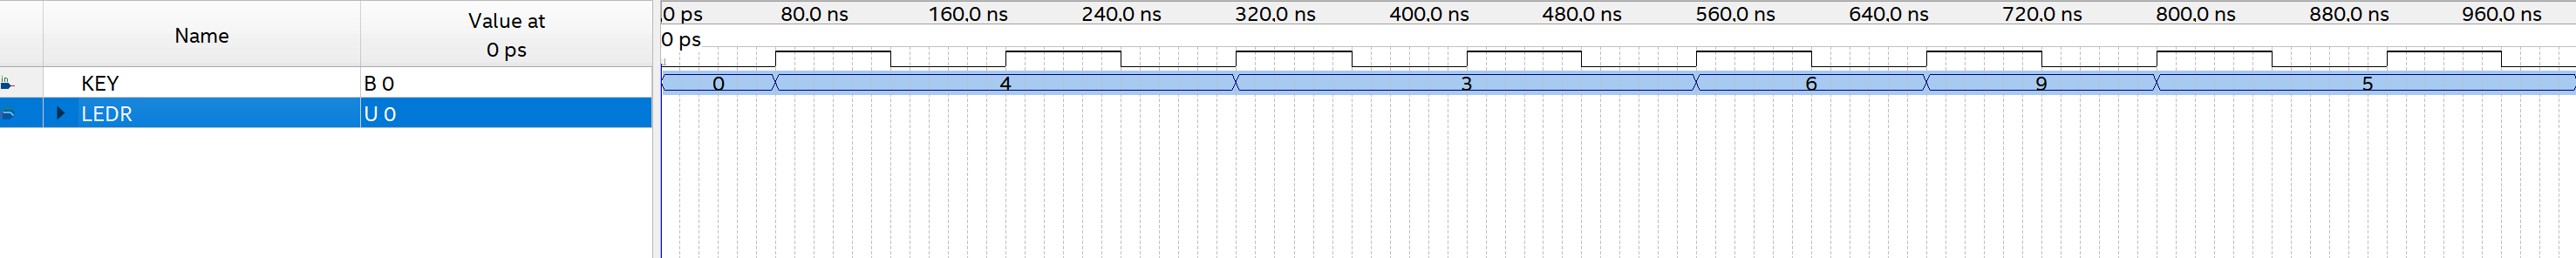 Name Value at 0 ps 0 ps 80.0 ns 160.0 ns 240.0 ns 320.0 ns 400.0 ns 480.0 ns 560.0 ns 640.0 ns 720.0 ns 800.0 ns 880.0 ns 960.0 ns
0 ps
in KEY B 0 0 4 3 6 9 5
LEDR U 0